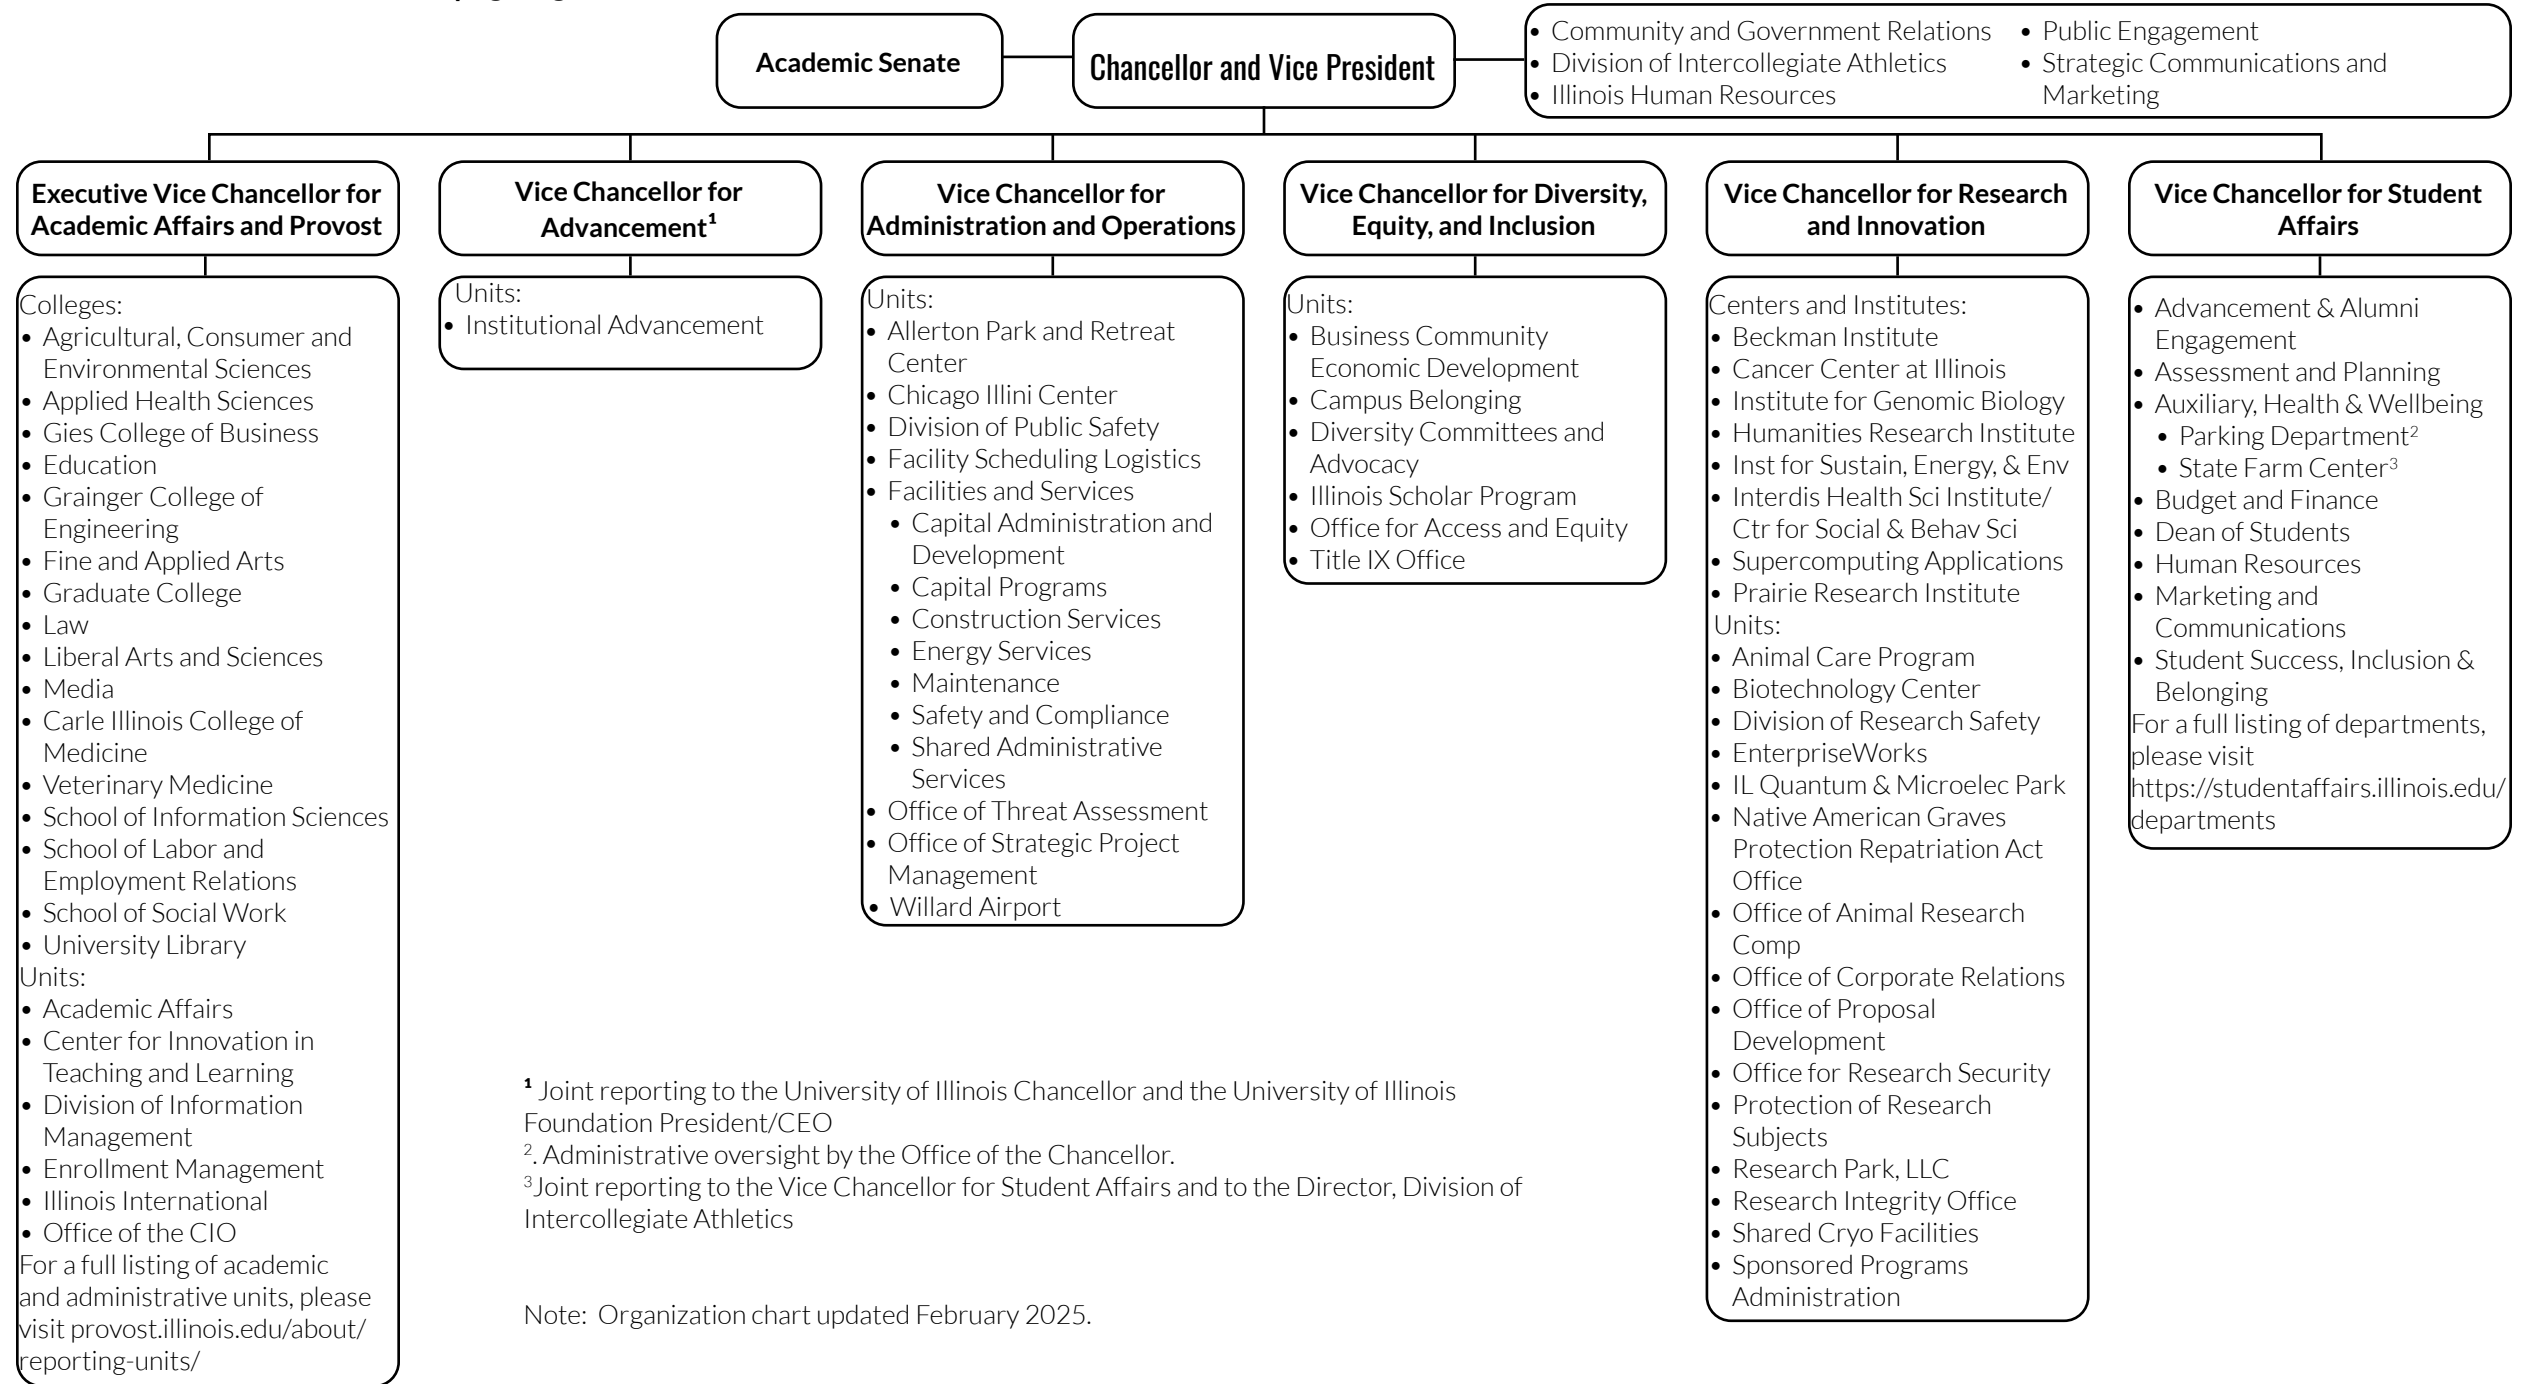 Academic Senate
Chancellor and Vice President
• Community and Government Relations
• Division of Intercollegiate Athletics
• Illinois Human Resources
• Public Engagement
• Strategic Communications and
Marketing
Executive Vice Chancellor for
Academic Affairs and Provost
Colleges:
• Agricultural, Consumer and
Environmental Sciences
• Applied Health Sciences
• Gies College of Business
• Education
• Grainger College of
Engineering
• Fine and Applied Arts
• Graduate College
• Law
• Liberal Arts and Sciences
• Media
• Carle Illinois College of
Medicine
• Veterinary Medicine
• School of Information Sciences
• School of Labor and
Employment Relations
• School of Social Work
• University Library
Units:
• Academic Affairs
• Center for Innovation in
Teaching and Learning
• Division of Information
Management
• Enrollment Management
• Illinois International
• Office of the CIO
For a full listing of academic
and administrative units, please
visit provost.illinois.edu/about/
reporting-units/
Vice Chancellor for
Advancement¹
Units:
• Institutional Advancement
Vice Chancellor for
Administration and Operations
Units:
• Allerton Park and Retreat
Center
• Chicago Illini Center
• Division of Public Safety
• Facility Scheduling Logistics
• Facilities and Services
• Capital Administration and
Development
• Capital Programs
• Construction Services
• Energy Services
• Maintenance
• Safety and Compliance
• Shared Administrative
Services
• Office of Threat Assessment
• Office of Strategic Project
Management
• Willard Airport
Vice Chancellor for Diversity,
Equity, and Inclusion
Units:
• Business Community
Economic Development
• Campus Belonging
• Diversity Committees and
Advocacy
• Illinois Scholar Program
• Office for Access and Equity
• Title IX Office
Vice Chancellor for Research
and Innovation
Centers and Institutes:
• Beckman Institute
• Cancer Center at Illinois
• Institute for Genomic Biology
• Humanities Research Institute
• Inst for Sustain, Energy, & Env
• Interdis Health Sci Institute/
Ctr for Social & Behav Sci
• Supercomputing Applications
• Prairie Research Institute
Units:
• Animal Care Program
• Biotechnology Center
• Division of Research Safety
• EnterpriseWorks
• IL Quantum & Microelec Park
• Native American Graves
Protection Repatriation Act
Office
• Office of Animal Research
Comp
• Office of Corporate Relations
• Office of Proposal
Development
• Office for Research Security
• Protection of Research
Subjects
• Research Park, LLC
• Research Integrity Office
• Shared Cryo Facilities
• Sponsored Programs
Administration
Vice Chancellor for Student
Affairs
• Advancement & Alumni
Engagement
• Assessment and Planning
• Auxiliary, Health & Wellbeing
• Parking Department²
• State Farm Center³
• Budget and Finance
• Dean of Students
• Human Resources
• Marketing and
Communications
• Student Success, Inclusion &
Belonging
For a full listing of departments,
please visit
https://studentaffairs.illinois.edu/
departments
¹ Joint reporting to the University of Illinois Chancellor and the University of Illinois
Foundation President/CEO
². Administrative oversight by the Office of the Chancellor.
³Joint reporting to the Vice Chancellor for Student Affairs and to the Director, Division of
Intercollegiate Athletics
Note: Organization chart updated February 2025.